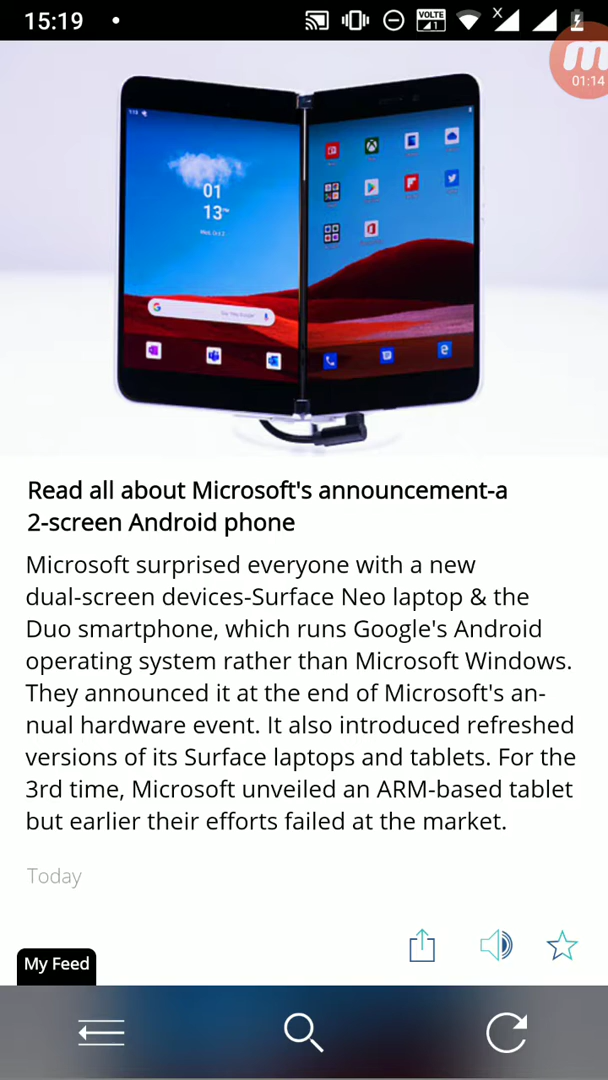 15:19
VOLTE
1
X
01:14
01
13
Read all about Microsoft's announcement-a
2-screen Android phone
Microsoft surprised everyone with a new
dual-screen devices-Surface Neo laptop & the
Duo smartphone, which runs Google's Android
operating system rather than Microsoft Windows.
They announced it at the end of Microsoft's an-
nual hardware event. It also introduced refreshed
versions of its Surface laptops and tablets. For the
3rd time, Microsoft unveiled an ARM-based tablet
but earlier their efforts failed at the market.
Today
My Feed